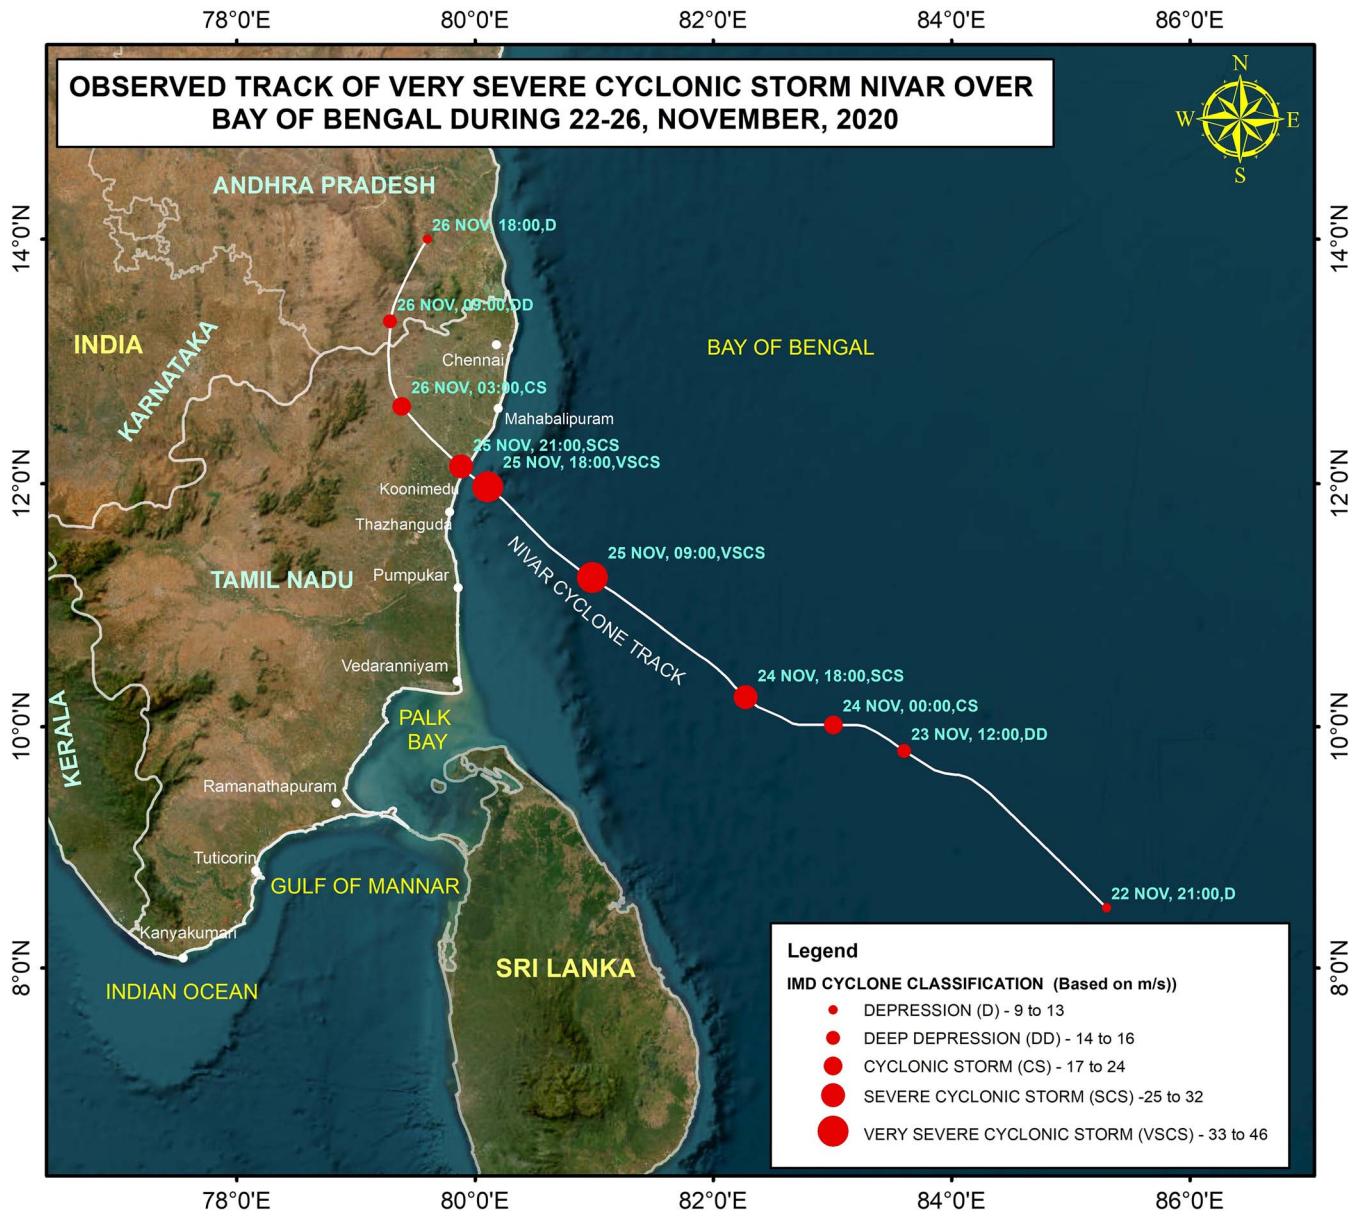 78°0'E 80°0'E 82°0'E 84°0'E 86°0'E
OBSERVED TRACK OF VERY SEVERE CYCLONIC STORM NIVAR OVER
BAY OF BENGAL DURING 22-26, NOVEMBER, 2020
N
W E
S
ANDHRA PRADESH
26 NOV, 18:00,D
14°0'N 14°0'N
26 NOV, 09:00,DD
INDIA
KARNATAKA
BAY OF BENGAL
Chennai
26 NOV, 03:00,CS
Mahabalipuram
25 NOV, 21:00,SCS
25 NOV, 18:00,VSCS
12°0'N 12°0'N
Koonimedu
Thazhanguda
25 NOV, 09:00,VSCS
NIVAR CYCLONE TRACK
TAMIL NADU
Pumpukar
Vedaranniyam
24 NOV, 18:00,SCS
24 NOV, 00:00,CS
23 NOV, 12:00,DD
10°0'N 10°0'N
KERALA
PALK
BAY
Ramanathapuram
Tuticorin
GULF OF MANNAR
22 NOV, 21:00,D
Kanyakumari
8°0'N 8°0'N
SRI LANKA
INDIAN OCEAN
Legend
IMD CYCLONE CLASSIFICATION (Based on m/s))
DEPRESSION (D) - 9 to 13
DEEP DEPRESSION (DD) - 14 to 16
CYCLONIC STORM (CS) - 17 to 24
SEVERE CYCLONIC STORM (SCS) -25 to 32
VERY SEVERE CYCLONIC STORM (VSCS) - 33 to 46
78°0'E 80°0'E 82°0'E 84°0'E 86°0'E